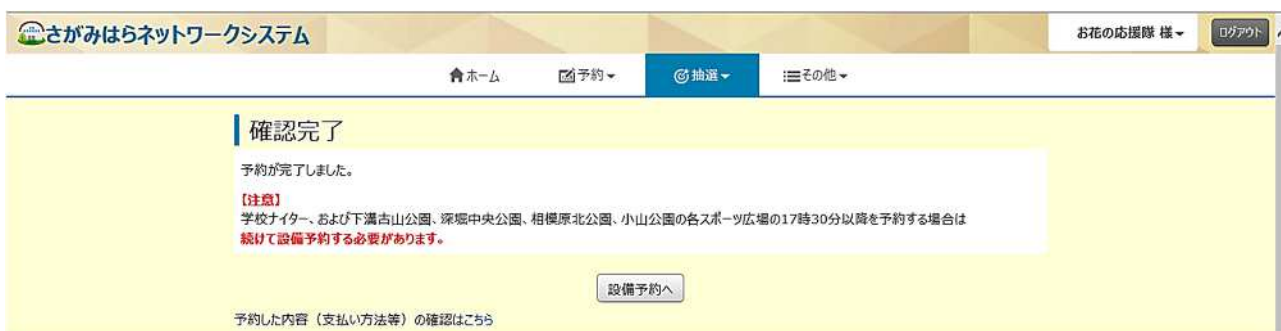 さがみはらネットワークシステム
お花の応援隊 様
ログアウト
ホーム
予約
抽選
その他
確認完了
予約が完了しました。
【注意】
学校ナイター、および下溝古山公園、深堀中央公園、相模原北公園、小山公園の各スポーツ広場の17時30分以降を予約する場合は
続けて設備予約する必要があります。
設備予約へ
予約した内容（支払い方法等）の確認はこちら